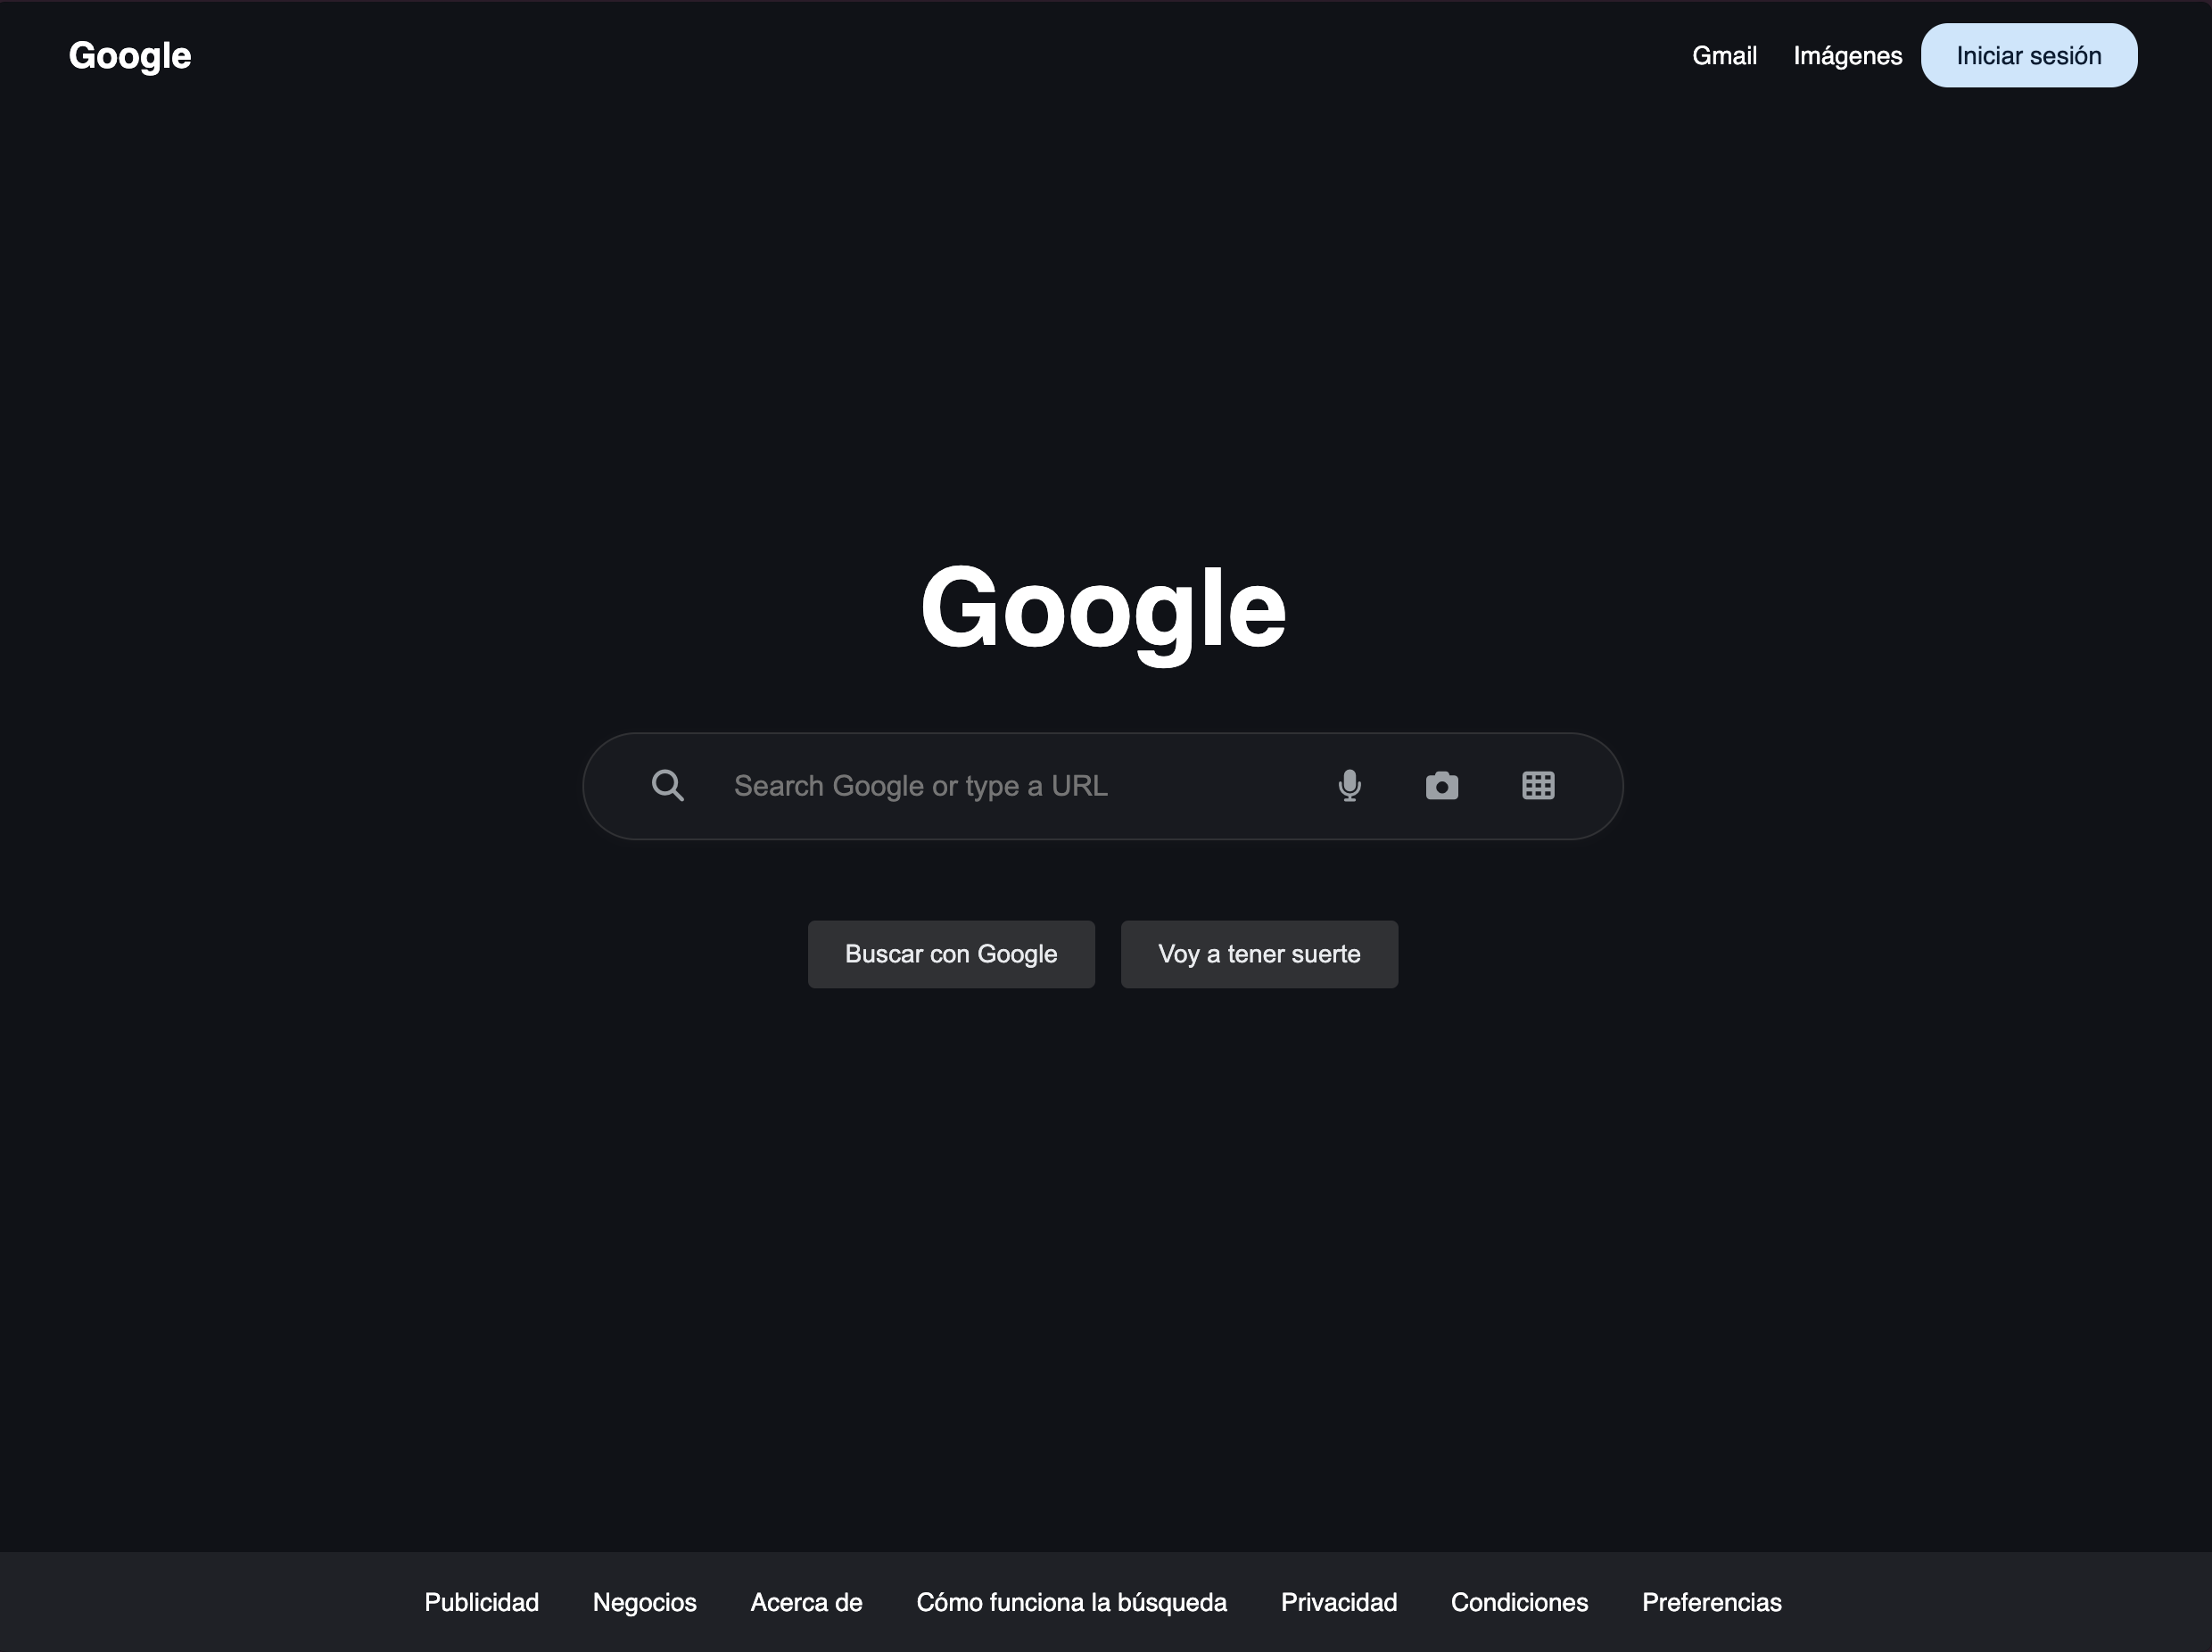 Google
Gmail Imágenes Iniciar sesión
Google
Search Google or type a URL
Buscar con Google Voy a tener suerte
Publicidad Negocios Acerca de Cómo funciona la búsqueda Privacidad Condiciones Preferencias